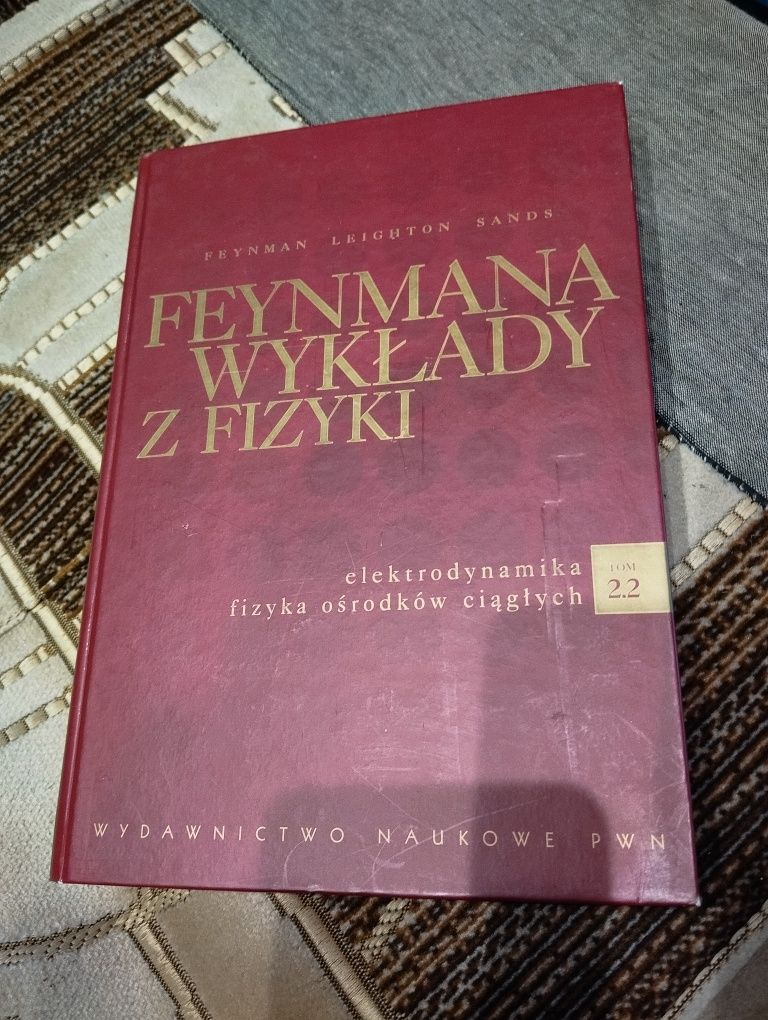 FEYNMAN LEIGHTON SANDS
FEYNMANA
WYKŁADY
Z FIZYKI
elektrodynamika
fizyka ośrodków ciągłych
TOM
2.2
WYDAWNICTWO NAUKOWE PWN